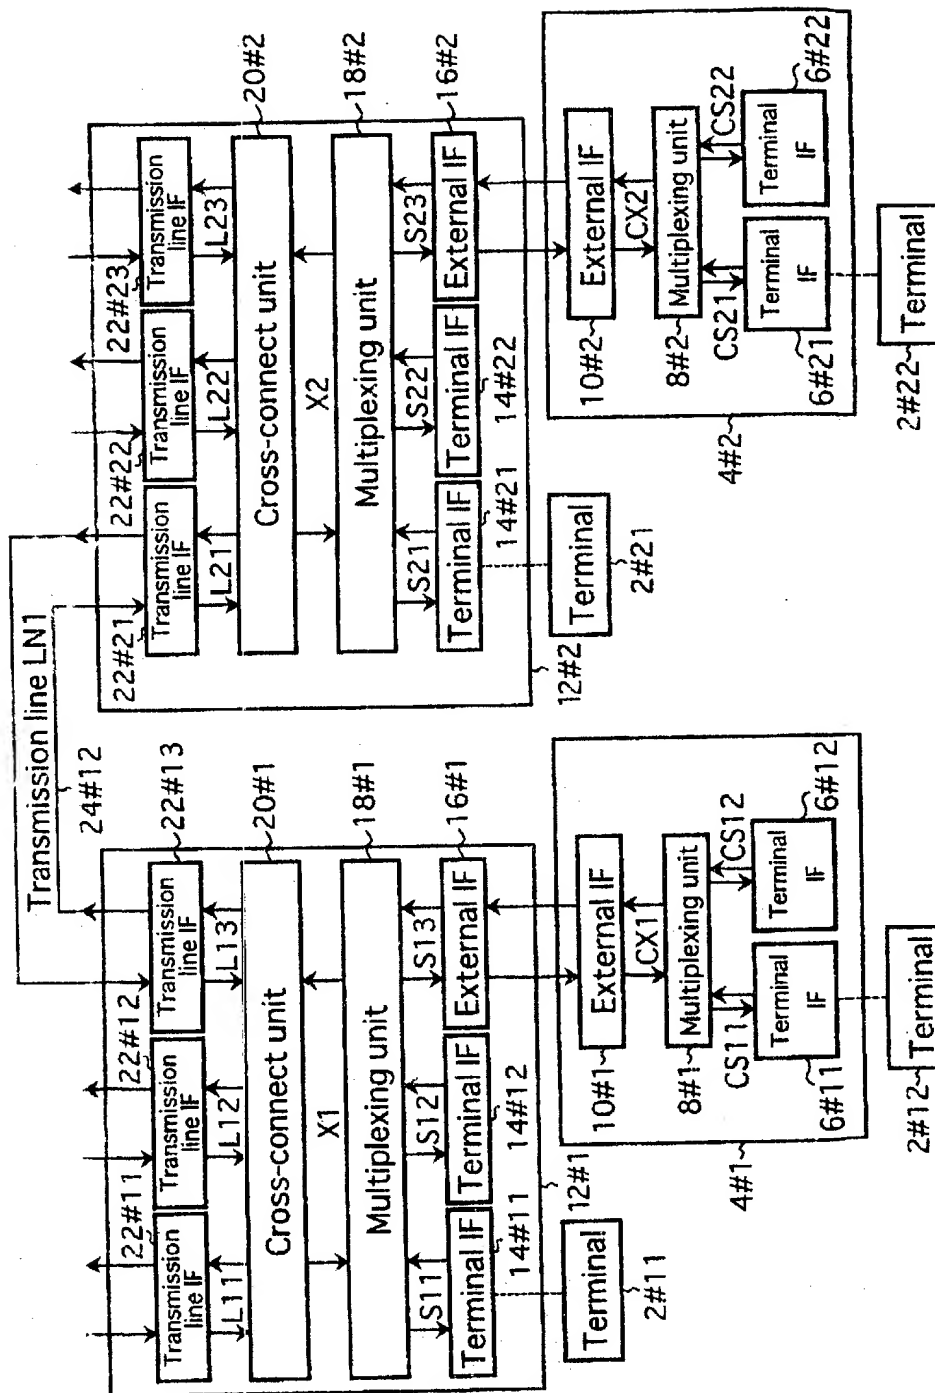 Transmission line LN1
24#12
22#11
22#12
22#13
Transmission
line IF
Transmission
line IF
Transmission
line IF
L11
L12
L13
Cross-connect unit
20#1
X1
Multiplexing unit
18#1
S11
S12
S13
Terminal IF
Terminal IF
External IF
16#1
14#11
14#12
12#1
Terminal
2#11
External IF
10#1
CX1
Multiplexing unit
8#1
CS11
CS12
Terminal
IF
Terminal
IF
6#11
6#12
4#1
Terminal
2#12
22#21
22#22
22#23
Transmission
line IF
Transmission
line IF
Transmission
line IF
L21
L22
L23
Cross-connect unit
20#2
X2
Multiplexing unit
18#2
S21
S22
S23
Terminal IF
Terminal IF
External IF
16#2
14#21
14#22
12#2
Terminal
2#21
External IF
10#2
CX2
Multiplexing unit
8#2
CS21
CS22
Terminal
IF
Terminal
IF
6#21
6#22
4#2
Terminal
2#22